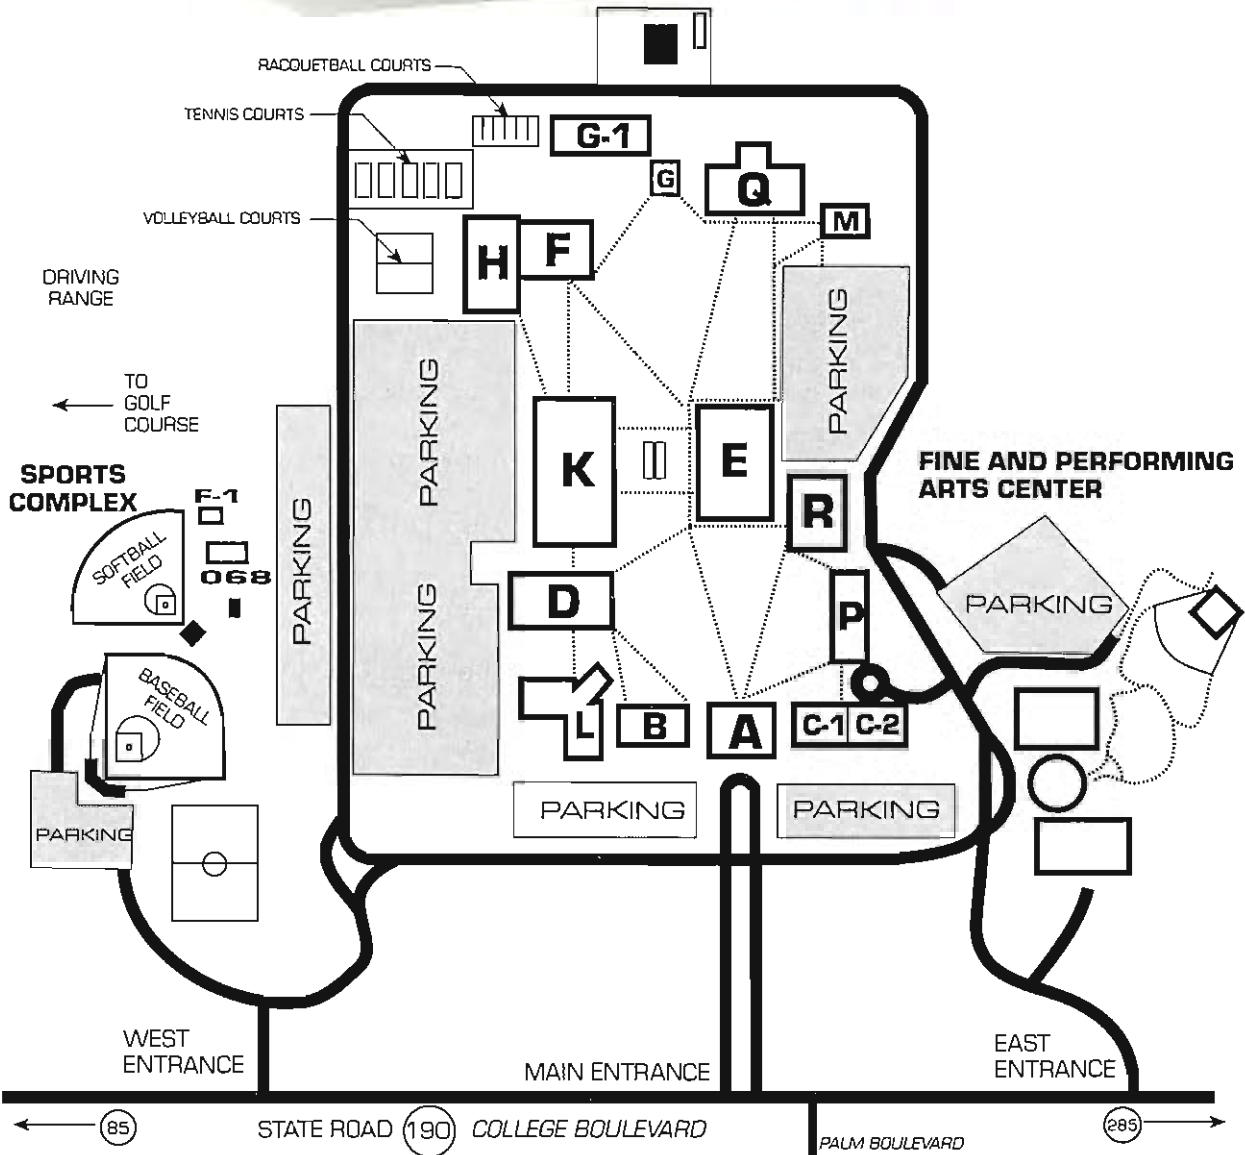 RACQUETBALL COURTS
TENNIS COURTS
G-1
G
Q
VOLLEYBALL COURTS
M
H
F
DRIVING
RANGE
PARKING
PARKING
TO
GOLF
COURSE
K
E
FINE AND PERFORMING
ARTS CENTER
SPORTS
COMPLEX
F-1
R
PARKING
SOFTBALL
FIELD
068
D
P
PARKING
PARKING
BASEBALL
FIELD
L
B
A
C-1
C-2
PARKING
PARKING
PARKING
WEST
ENTRANCE
MAIN ENTRANCE
EAST
ENTRANCE
85
STATE ROAD 190 COLLEGE BOULEVARD
285
PALM BOULEVARD